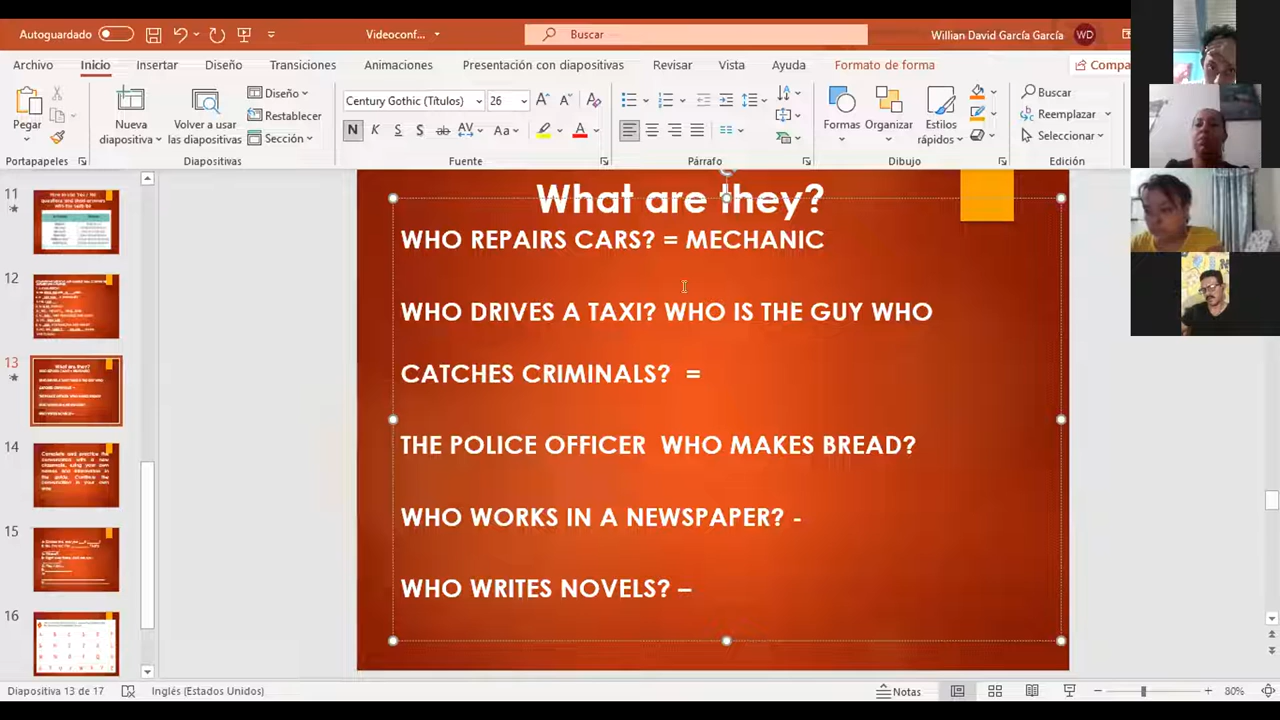 Autoguardado
Videoconf...
Buscar
Willian David García García
WD
Archivo
Inicio
Insertar
Diseño
Transiciones
Animaciones
Presentación con diapositivas
Revisar
Vista
Ayuda
Formato de forma
Compa
Pegar
Portapapeles
Nueva diapositiva
Volver a usar las diapositivas
Diseño
Restablecer
Sección
Diapositivas
Century Gothic (Títulos)
26
N K S S ab AV Aa
A
Fuente
Párrafo
Formas
Organizar
Estilos rápidos
Dibujo
Buscar
Reemplazar
Seleccionar
Edición
11
12
13
14
15
16
What are they?
WHO REPAIRS CARS? = MECHANIC
WHO DRIVES A TAXI? WHO IS THE GUY WHO
CATCHES CRIMINALS?  =
THE POLICE OFFICER  WHO MAKES BREAD?
WHO WORKS IN A NEWSPAPER? -
WHO WRITES NOVELS? –
Diapositiva 13 de 17
Inglés (Estados Unidos)
Notas
80%